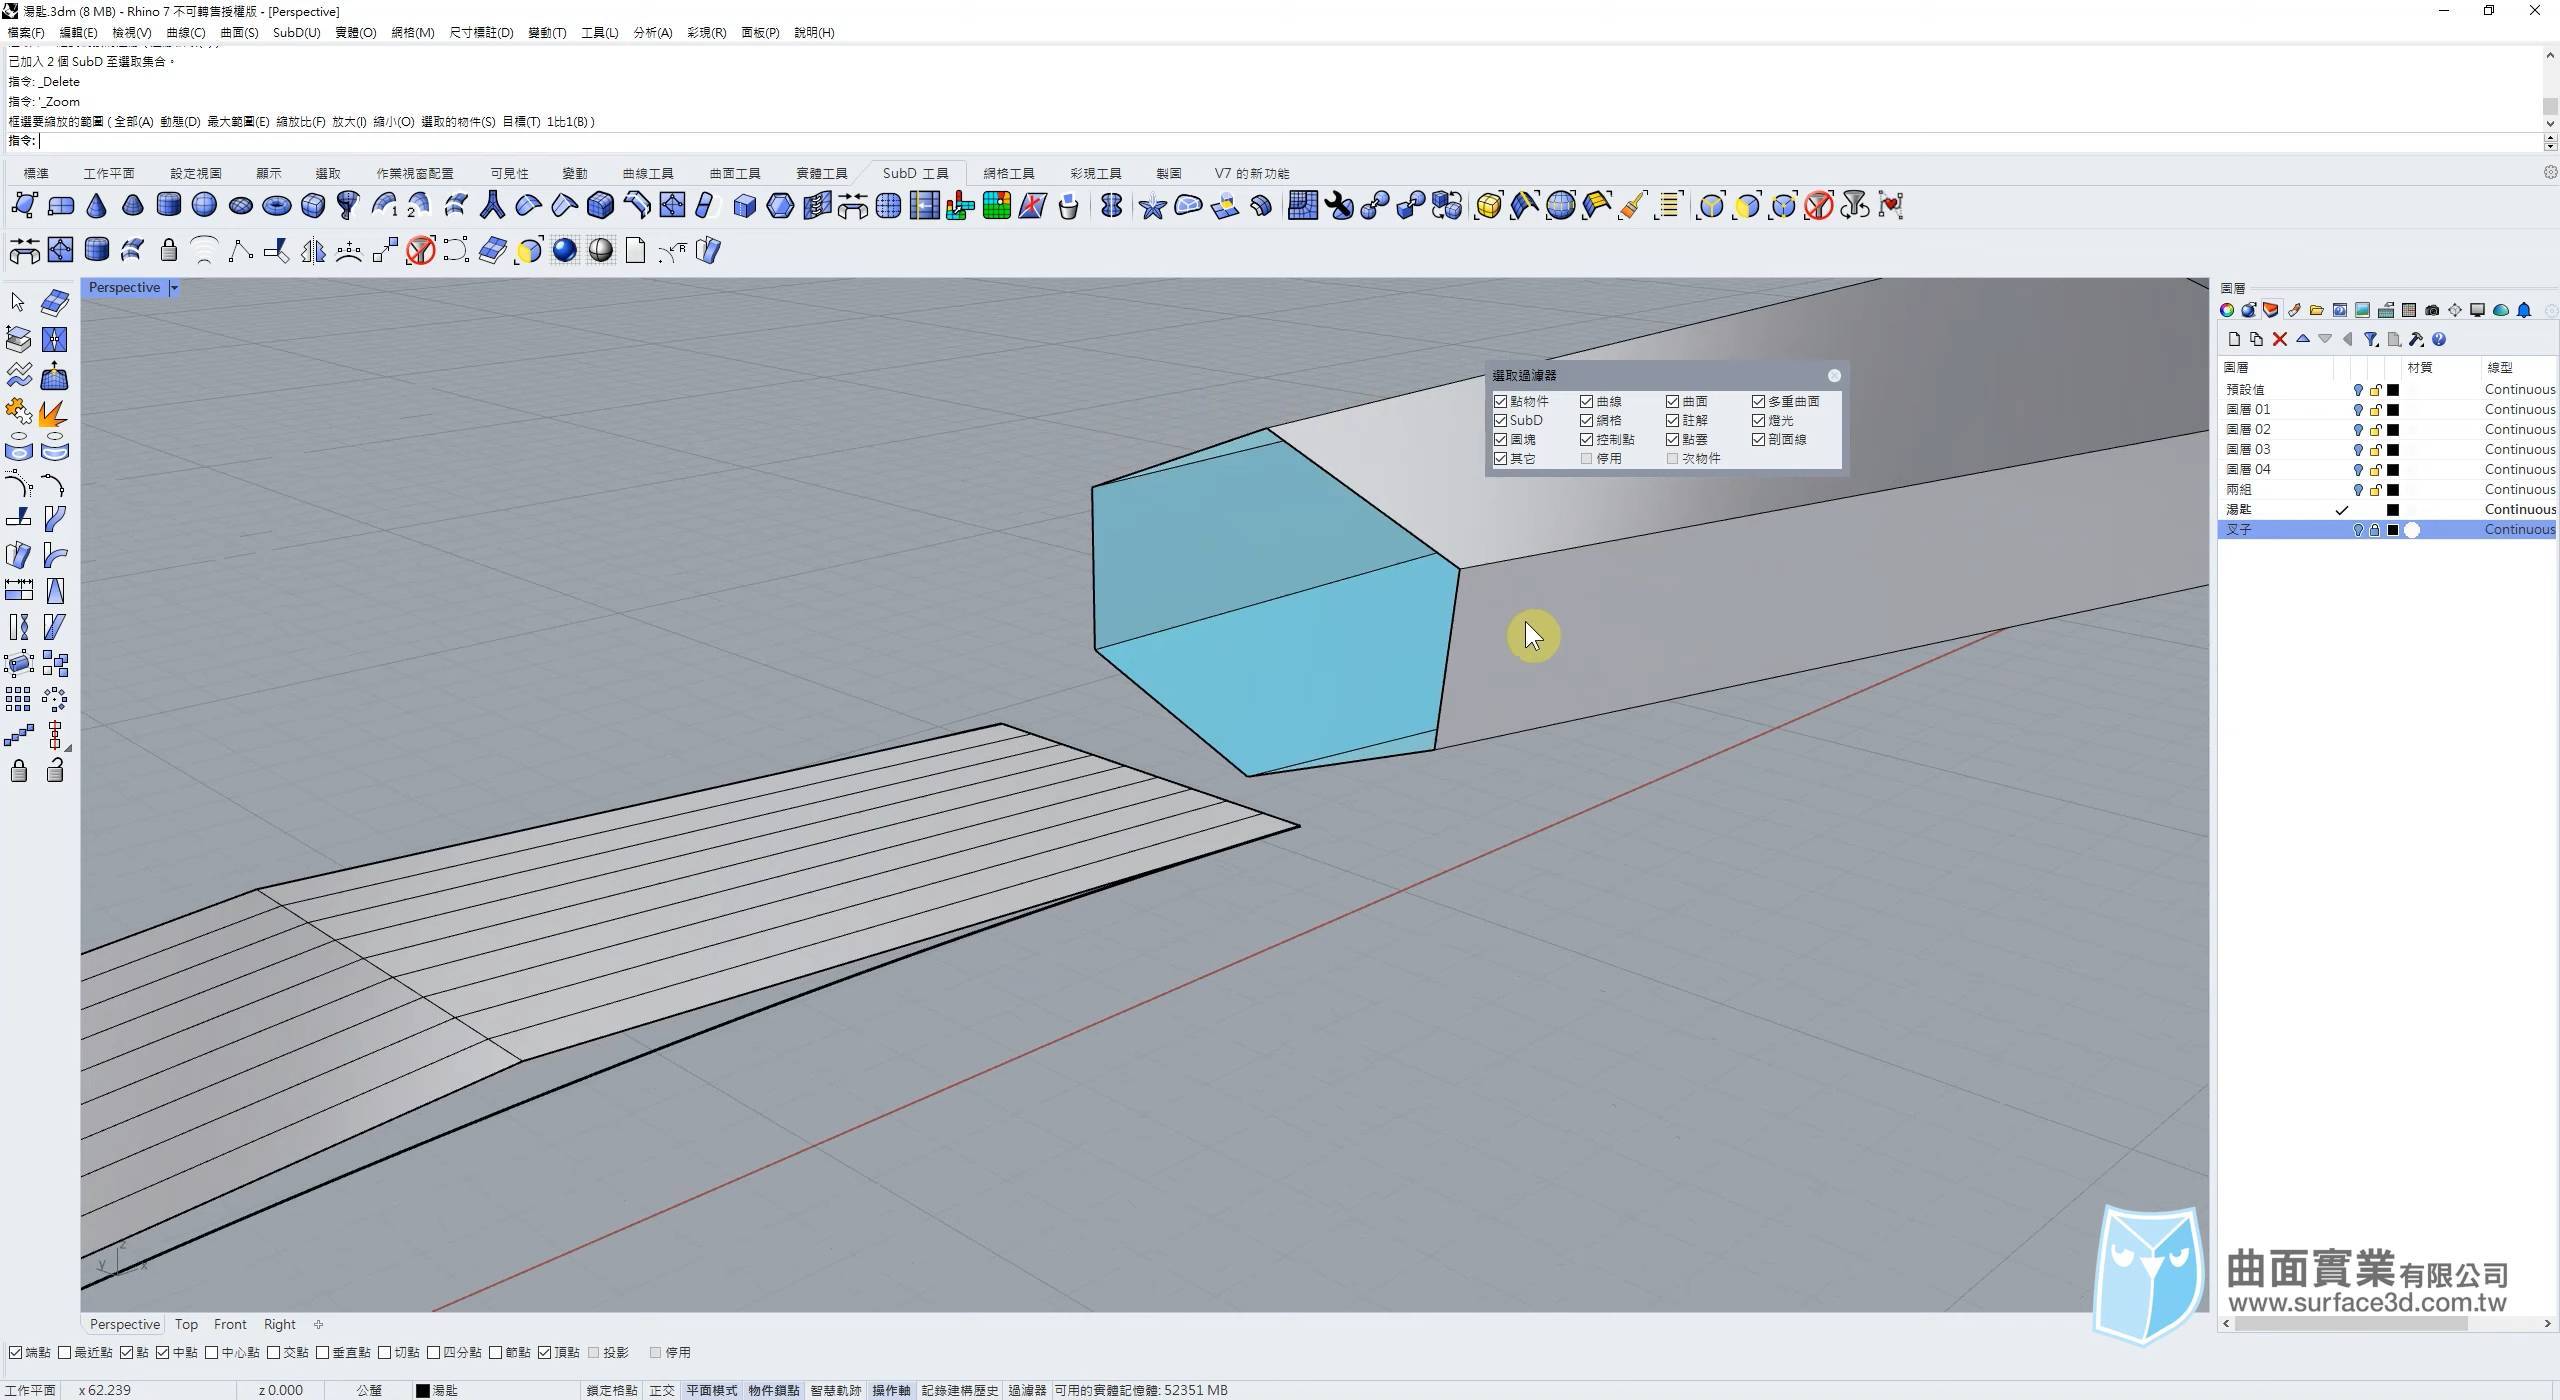 湯匙.3dm (8 MB) - Rhino 7 不可轉售授權版 - [Perspective]
檔案(F) 編輯(E) 檢視(V) 曲線(C) 曲面(S) SubD(U) 實體(O) 網格(M) 尺寸標註(D) 變動(T) 工具(L) 分析(A) 彩現(R) 面板(P) 說明(H)
已加入 2 個 SubD 至選取集合。
指令: _Delete
指令: '_Zoom
框選要縮放的範圍 ( 全部(A) 動態(D) 最大範圍(E) 縮放比(F) 放大(I) 縮小(O) 選取的物件(S) 目標(T) 1比1(B) )
指令:
標準 工作平面 設定視圖 顯示 選取 作業視窗配置 可見性 變動 曲線工具 曲面工具 實體工具 SubD 工具 網格工具 彩現工具 製圖 V7 的新功能
Perspective
選取過濾器
點物件 曲線 曲面 多重曲面
SubD 網格 註解 燈光
圖塊 控制點 點雲 剖面線
其它 停用 次物件
圖層
圖層 材質 線型
預設值 Continuous
圖層 01 Continuous
圖層 02 Continuous
圖層 03 Continuous
圖層 04 Continuous
兩組 Continuous
湯匙 Continuous
叉子 Continuous
z
y x
曲面實業有限公司
www.surface3d.com.tw
Perspective Top Front Right
端點 最近點 點 中點 中心點 交點 垂直點 切點 四分點 節點 頂點 投影 停用
工作平面 x 62.239 z 0.000 公釐 湯匙 鎖定格點 正交 平面模式 物件鎖點 智慧軌跡 操作軸 記錄建構歷史 過濾器 可用的實體記憶體: 52351 MB